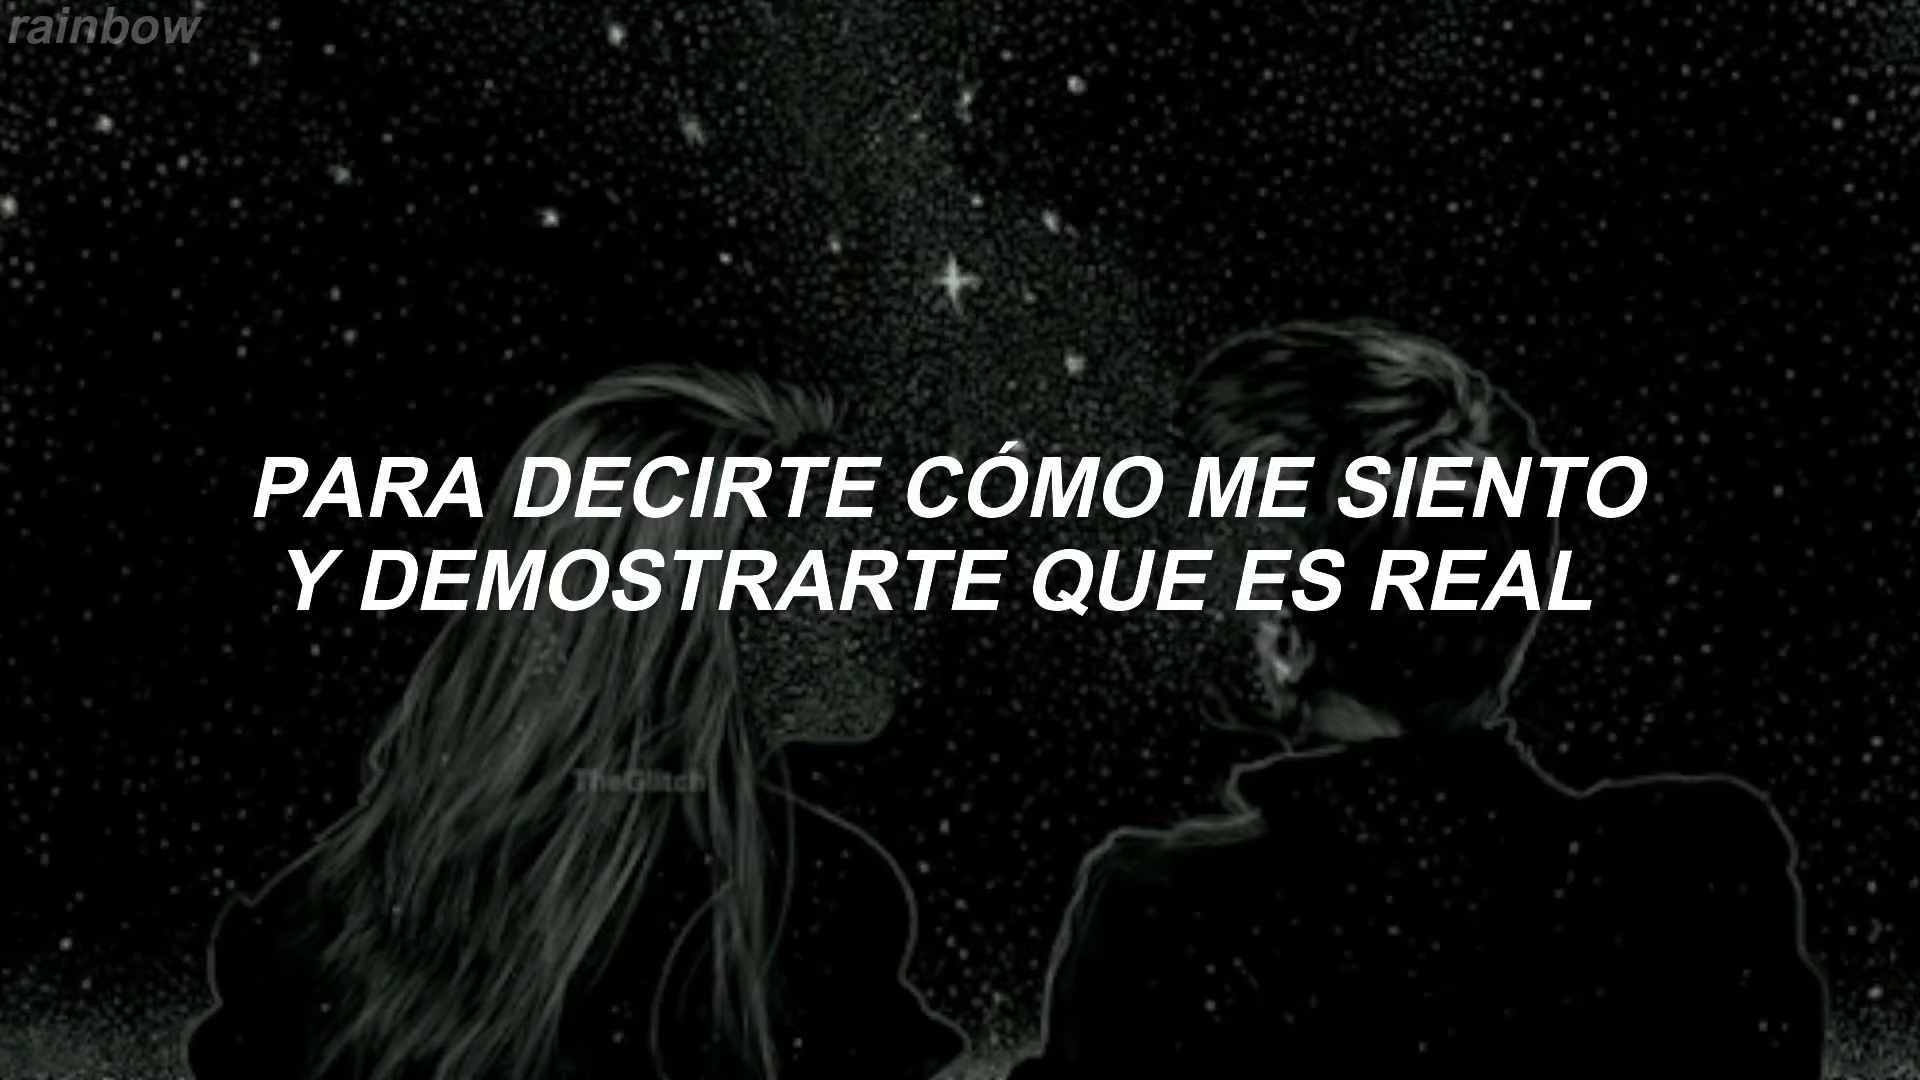 rainbow
PARA DECIRTE CÓMO ME SIENTO
Y DEMOSTRARTE QUE ES REAL
TheGlitch